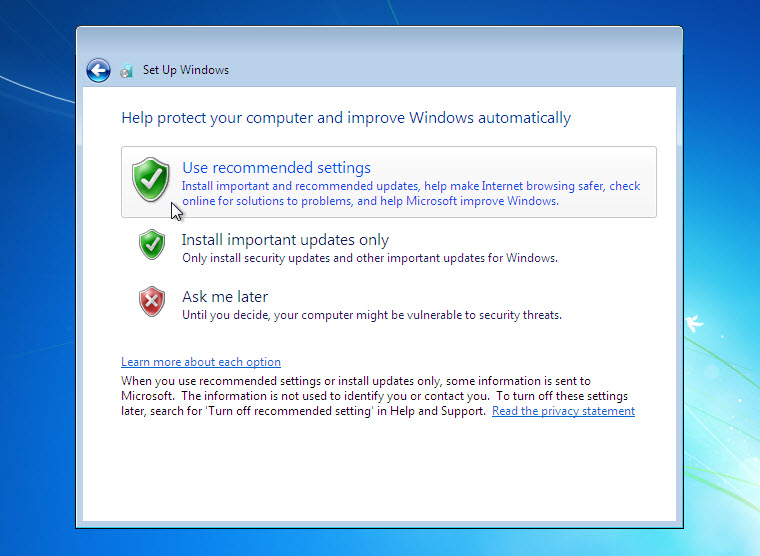 Set Up Windows
Help protect your computer and improve Windows automatically
Use recommended settings
Install important and recommended updates, help make Internet browsing safer, check
online for solutions to problems, and help Microsoft improve Windows.
Install important updates only
Only install security updates and other important updates for Windows.
Ask me later
Until you decide, your computer might be vulnerable to security threats.
Learn more about each option
When you use recommended settings or install updates only, some information is sent to
Microsoft.  The information is not used to identify you or contact you.  To turn off these settings
later, search for 'Turn off recommended setting' in Help and Support.  Read the privacy statement